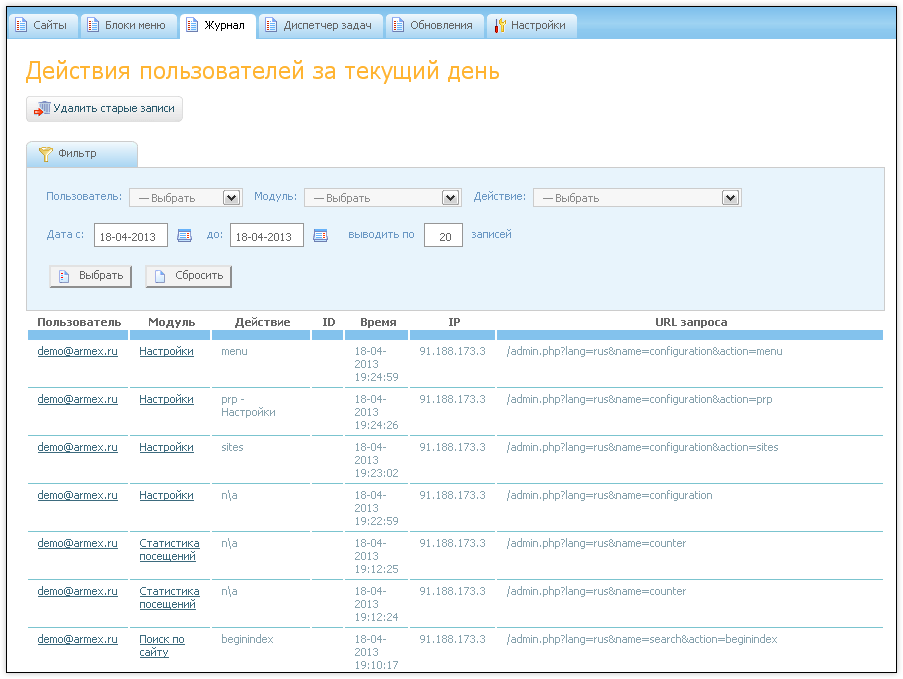 Сайты Блоки меню Журнал Диспетчер задач Обновления Настройки
Действия пользователей за текущий день
Удалить старые записи
Фильтр
Пользователь: — Выбрать Модуль: — Выбрать Действие: — Выбрать
Дата с: 18-04-2013 до: 18-04-2013 выводить по 20 записей
Выбрать Сбросить
Пользователь Модуль Действие ID Время IP URL запроса
demo@armex.ru Настройки menu 18-04- 91.188.173.3 /admin.php?lang=rus&name=configuration&action=menu
2013
19:24:59
demo@armex.ru Настройки prp - 18-04- 91.188.173.3 /admin.php?lang=rus&name=configuration&action=prp
Настройки 2013
19:24:26
demo@armex.ru Настройки sites 18-04- 91.188.173.3 /admin.php?lang=rus&name=configuration&action=sites
2013
19:23:02
demo@armex.ru Настройки n\a 18-04- 91.188.173.3 /admin.php?lang=rus&name=configuration
2013
19:22:59
demo@armex.ru Статистика n\a 18-04- 91.188.173.3 /admin.php?lang=rus&name=counter
посещений 2013
19:12:25
demo@armex.ru Статистика n\a 18-04- 91.188.173.3 /admin.php?lang=rus&name=counter
посещений 2013
19:12:24
demo@armex.ru Поиск по beginindex 18-04- 91.188.173.3 /admin.php?lang=rus&name=search&action=beginindex
сайту 2013
19:10:17